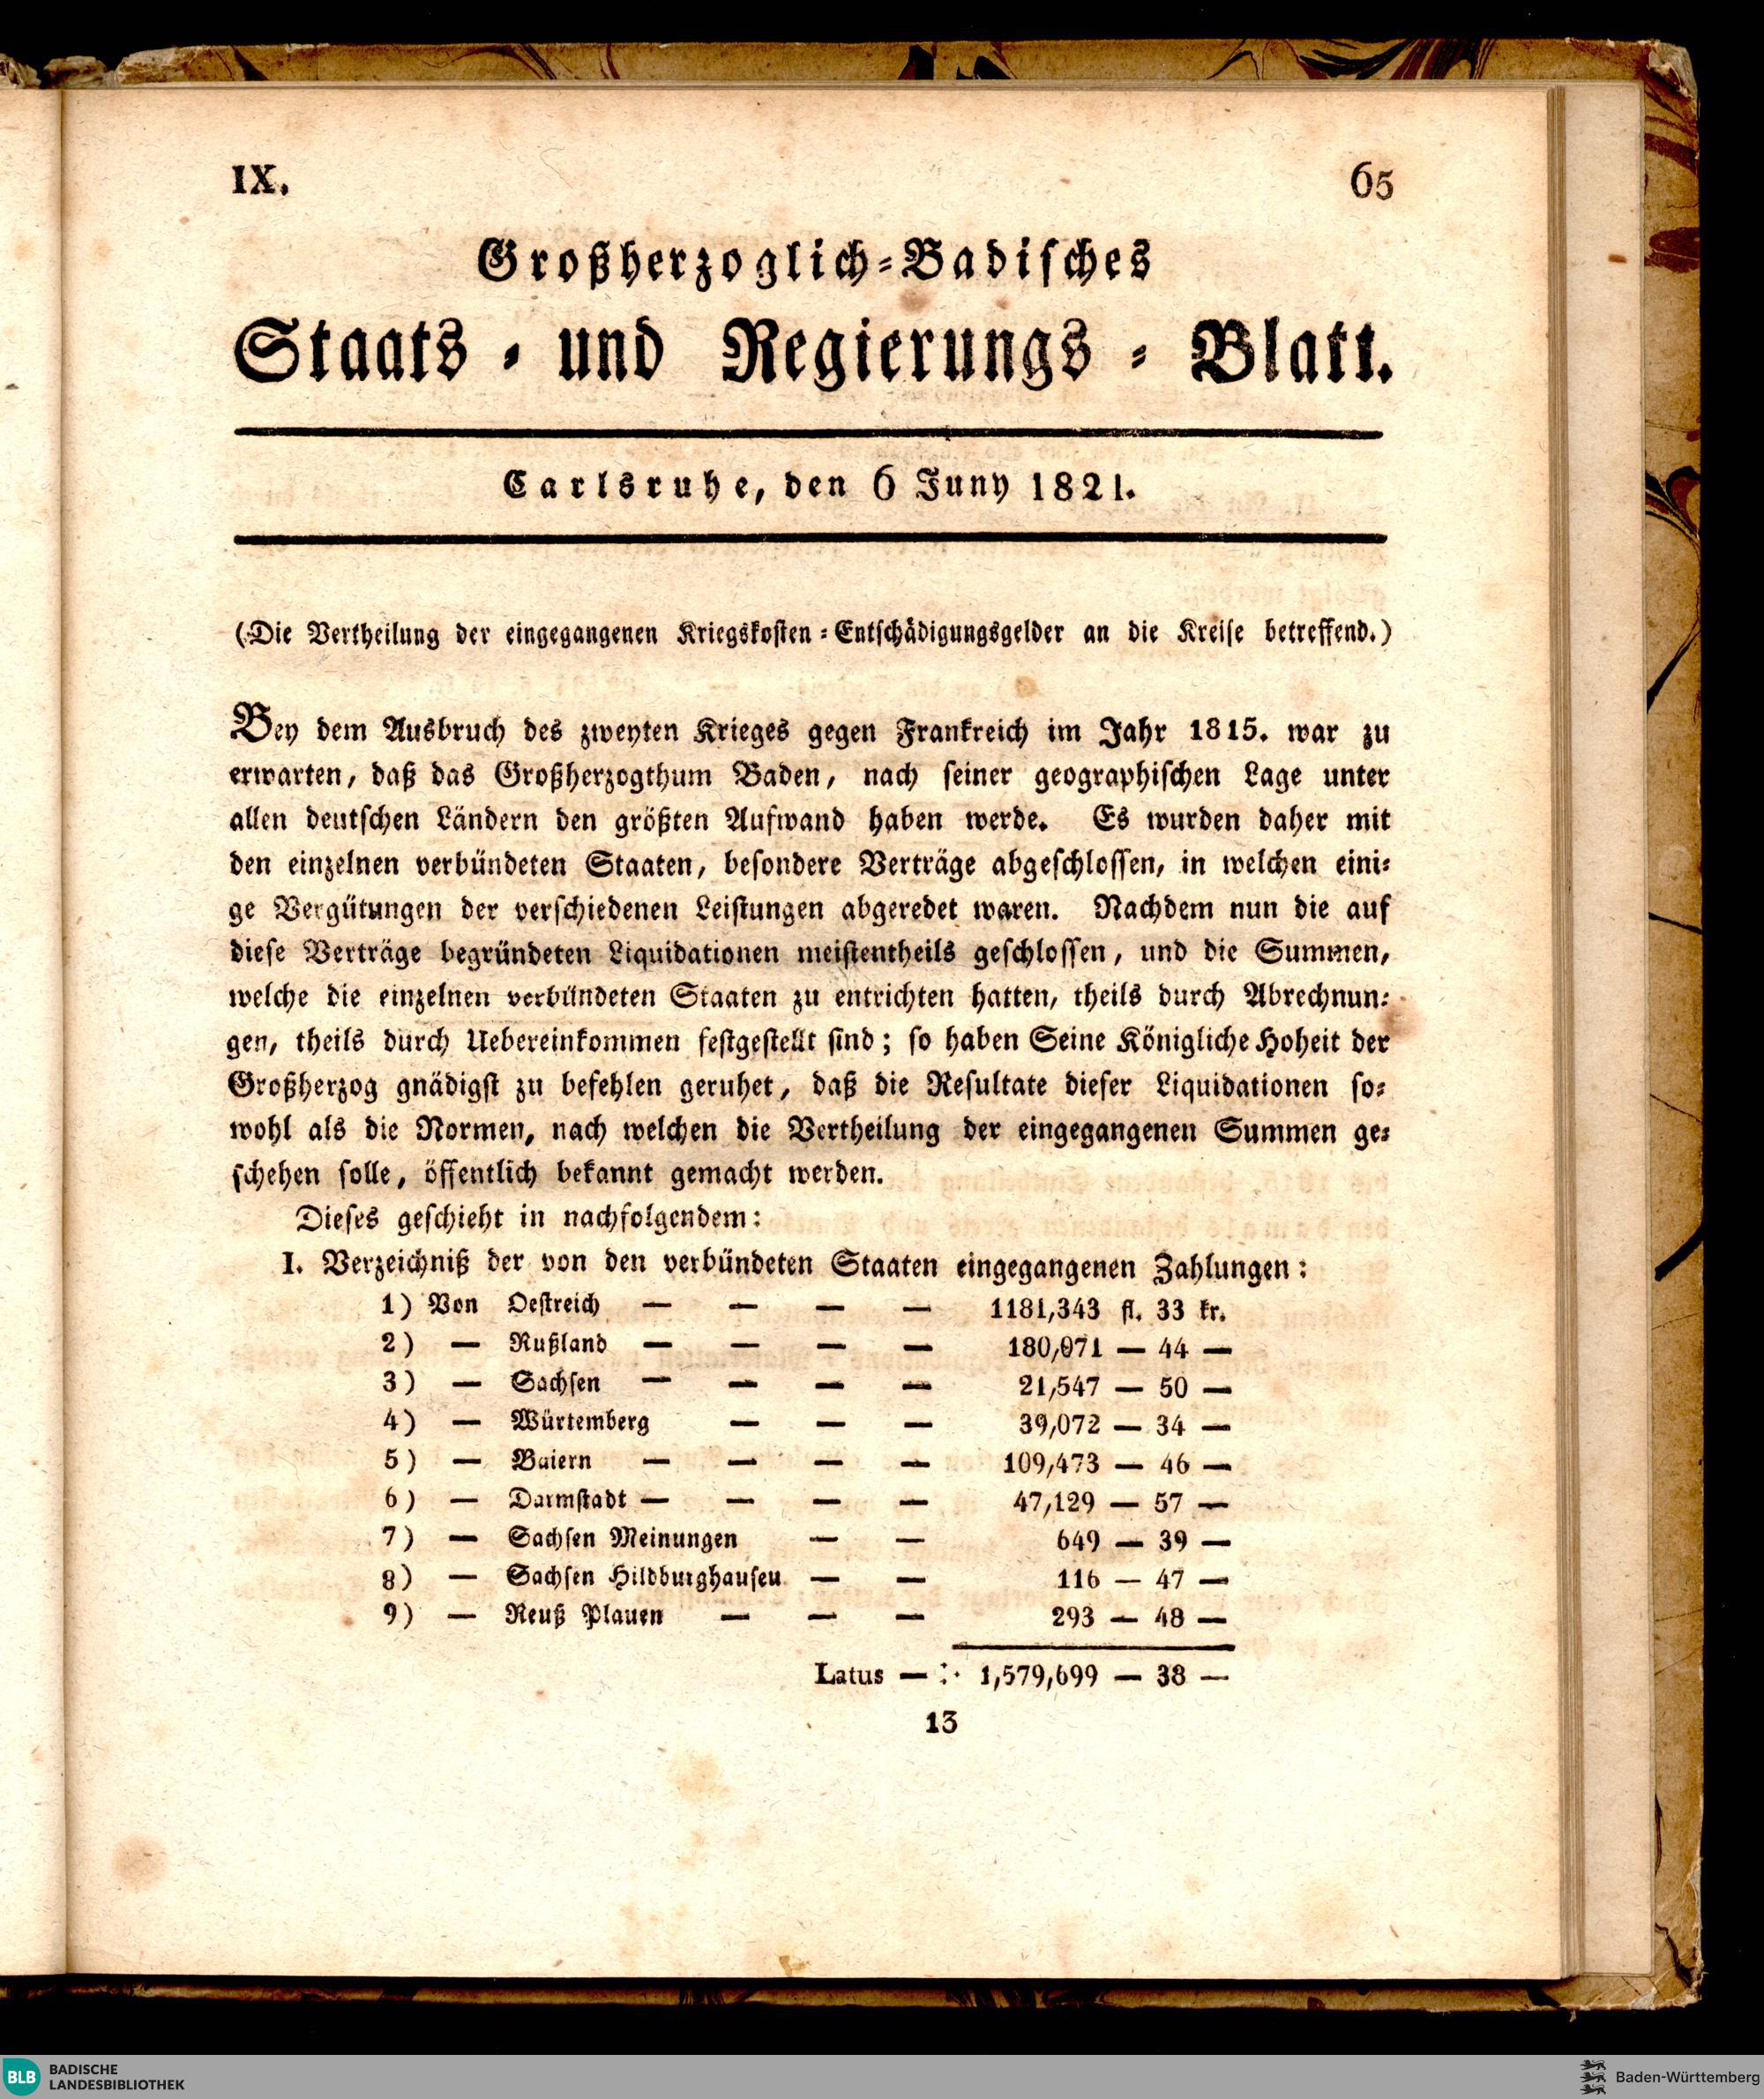 IX.
65
Großherzoglich-Badisches
Staats- und Regierungs-Blatt.
Carlsruhe, den 6 Juny 1821.
(Die Vertheilung der eingegangenen Kriegskosten-Entschädigungsgelder an die Kreise betreffend.)
Bey dem Ausbruch des zweyten Krieges gegen Frankreich im Jahr 1815. war zu
erwarten, daß das Großherzogthum Baden, nach seiner geographischen Lage unter
allen deutschen Ländern den größten Aufwand haben werde. Es wurden daher mit
den einzelnen verbündeten Staaten, besondere Verträge abgeschlossen, in welchen eini-
ge Vergütungen der verschiedenen Leistungen abgeredet waren. Nachdem nun die auf
diese Verträge begründeten Liquidationen meistentheils geschlossen, und die Summen,
welche die einzelnen verbündeten Staaten zu entrichten hatten, theils durch Abrechnun-
gen, theils durch Uebereinkommen festgestellt sind; so haben Seine Königliche Hoheit der
Großherzog gnädigst zu befehlen geruhet, daß die Resultate dieser Liquidationen so-
wohl als die Normen, nach welchen die Vertheilung der eingegangenen Summen ge-
schehen solle, öffentlich bekannt gemacht werden.
Dieses geschieht in nachfolgendem:
I. Verzeichniß der von den verbündeten Staaten eingegangenen Zahlungen:
1) Von Oestreich — — — — 1181,343 fl. 33 kr.
2) — Rußland — — — — 180,071 — 44 —
3) — Sachsen — — — — 21,547 — 50 —
4) — Würtemberg — — — 39,072 — 34 —
5) — Baiern — — — — 109,473 — 46 —
6) — Darmstadt — — — — 47,129 — 57 —
7) — Sachsen Meinungen — — 649 — 39 —
8) — Sachsen Hildburghausen — — 116 — 47 —
9) — Reuß Plauen — — — 293 — 48 —
Latus — :· 1,579,699 — 38 —
13
BLB BADISCHE
LANDESBIBLIOTHEK
Baden-Württemberg